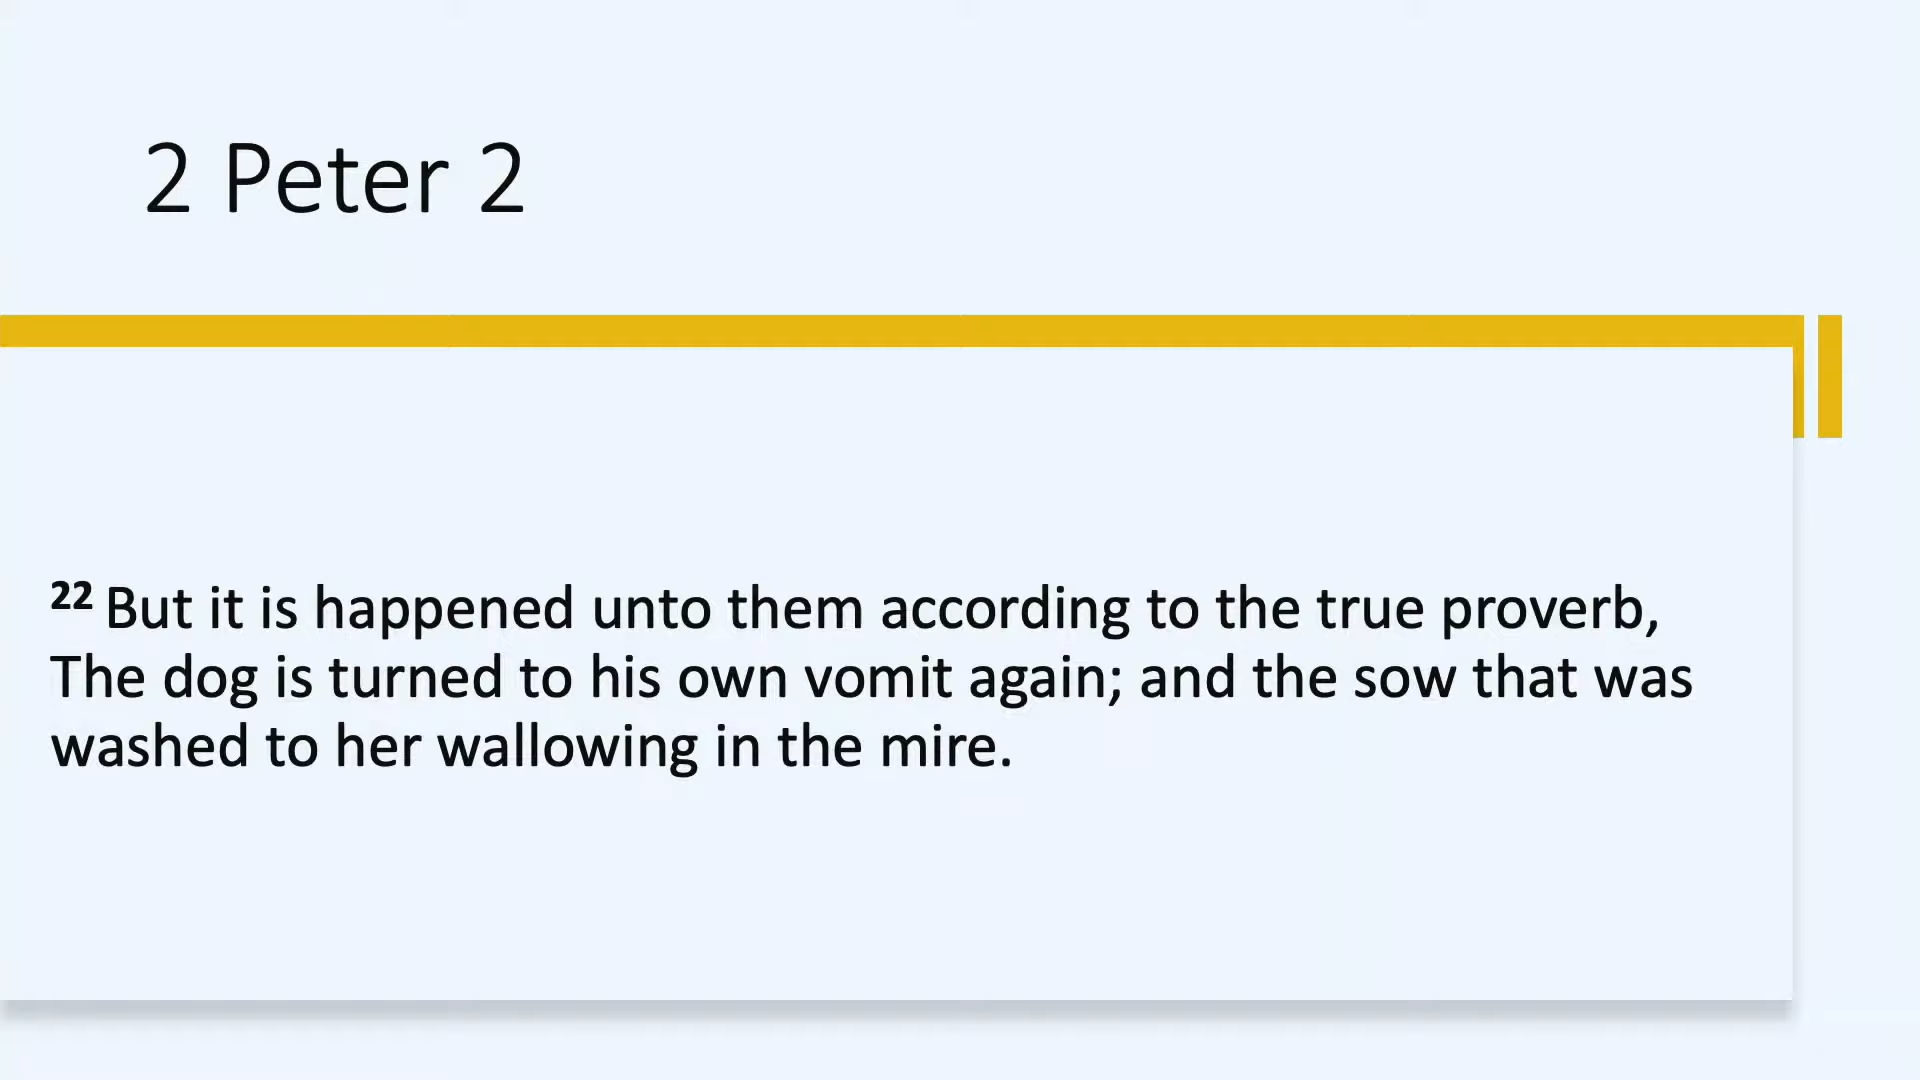 2 Peter 2
22 But it is happened unto them according to the true proverb,
The dog is turned to his own vomit again; and the sow that was
washed to her wallowing in the mire.